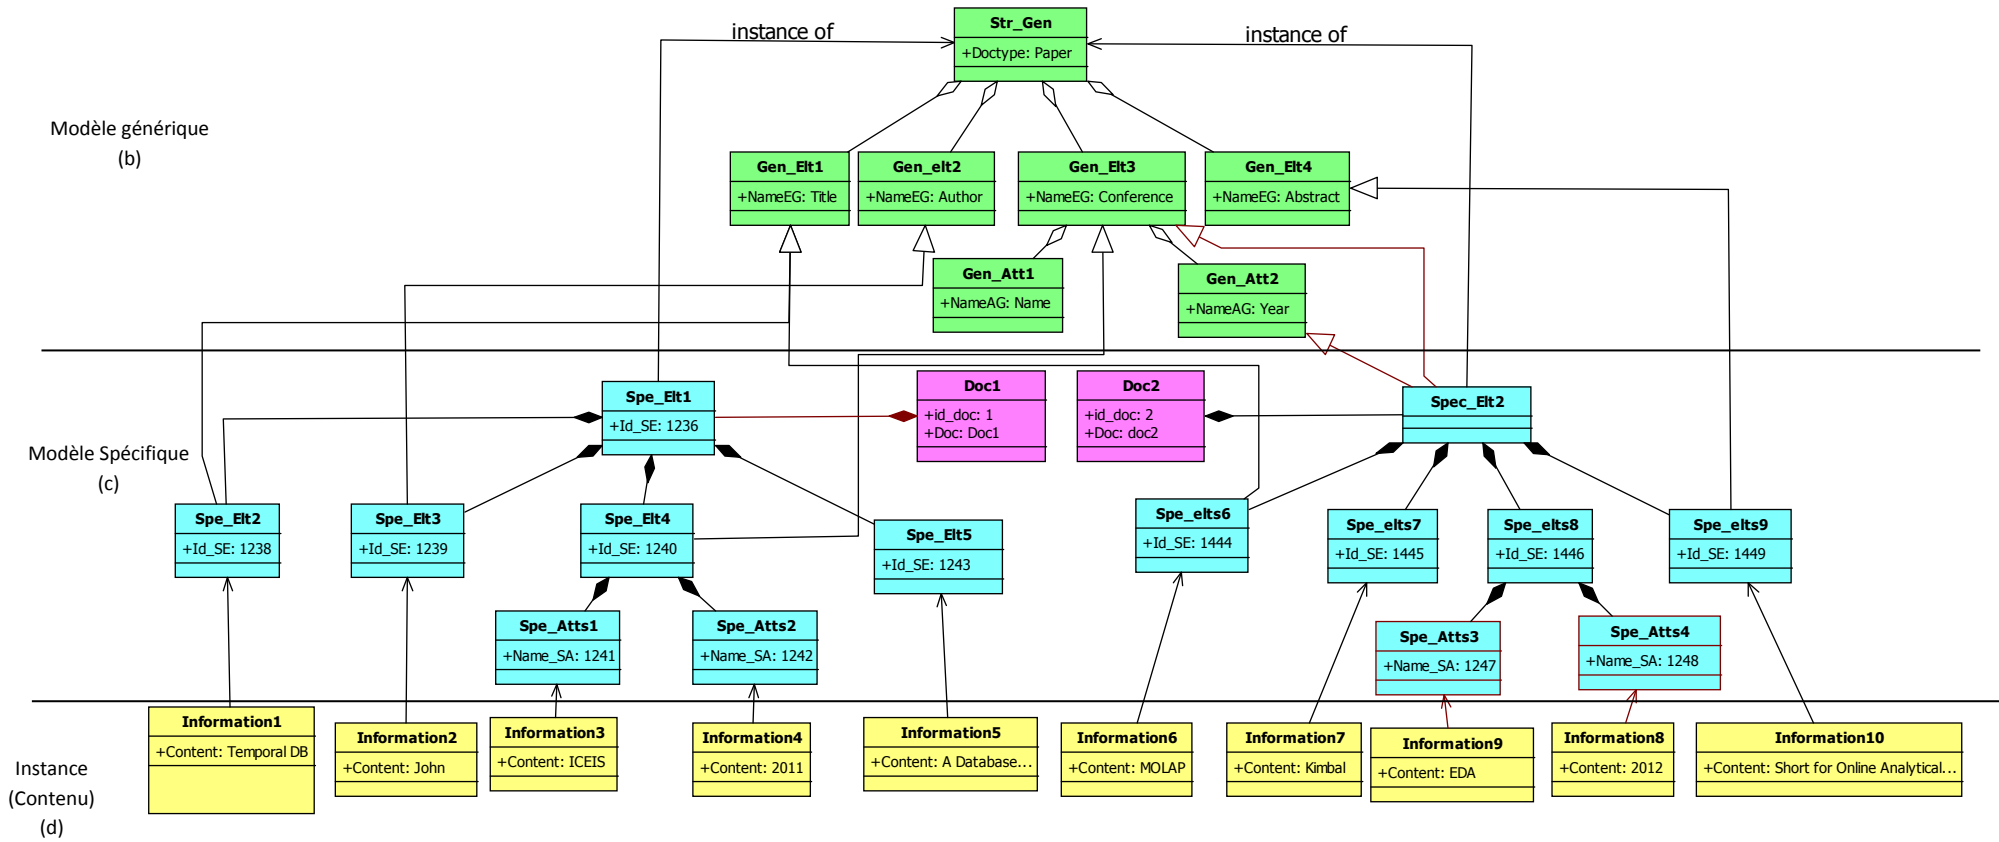 Str_Gen
+Doctype: Paper
instance of
instance of
Modèle générique
(b)
Gen_Elt1
+NameEG: Title
Gen_elt2
+NameEG: Author
Gen_Elt3
+NameEG: Conference
Gen_Elt4
+NameEG: Abstract
Gen_Att1
+NameAG: Name
Gen_Att2
+NameAG: Year
Modèle Spécifique
(c)
Spe_Elt1
+Id_SE: 1236
Doc1
+id_doc: 1
+Doc: Doc1
Doc2
+id_doc: 2
+Doc: doc2
Spec_Elt2
Spe_Elt2
+Id_SE: 1238
Spe_Elt3
+Id_SE: 1239
Spe_Elt4
+Id_SE: 1240
Spe_Elt5
+Id_SE: 1243
Spe_elts6
+Id_SE: 1444
Spe_elts7
+Id_SE: 1445
Spe_elts8
+Id_SE: 1446
Spe_elts9
+Id_SE: 1449
Spe_Atts1
+Name_SA: 1241
Spe_Atts2
+Name_SA: 1242
Spe_Atts3
+Name_SA: 1247
Spe_Atts4
+Name_SA: 1248
Instance
(Contenu)
(d)
Information1
+Content: Temporal DB
Information2
+Content: John
Information3
+Content: ICEIS
Information4
+Content: 2011
Information5
+Content: A Database...
Information6
+Content: MOLAP
Information7
+Content: Kimbal
Information9
+Content: EDA
Information8
+Content: 2012
Information10
+Content: Short for Online Analytical...